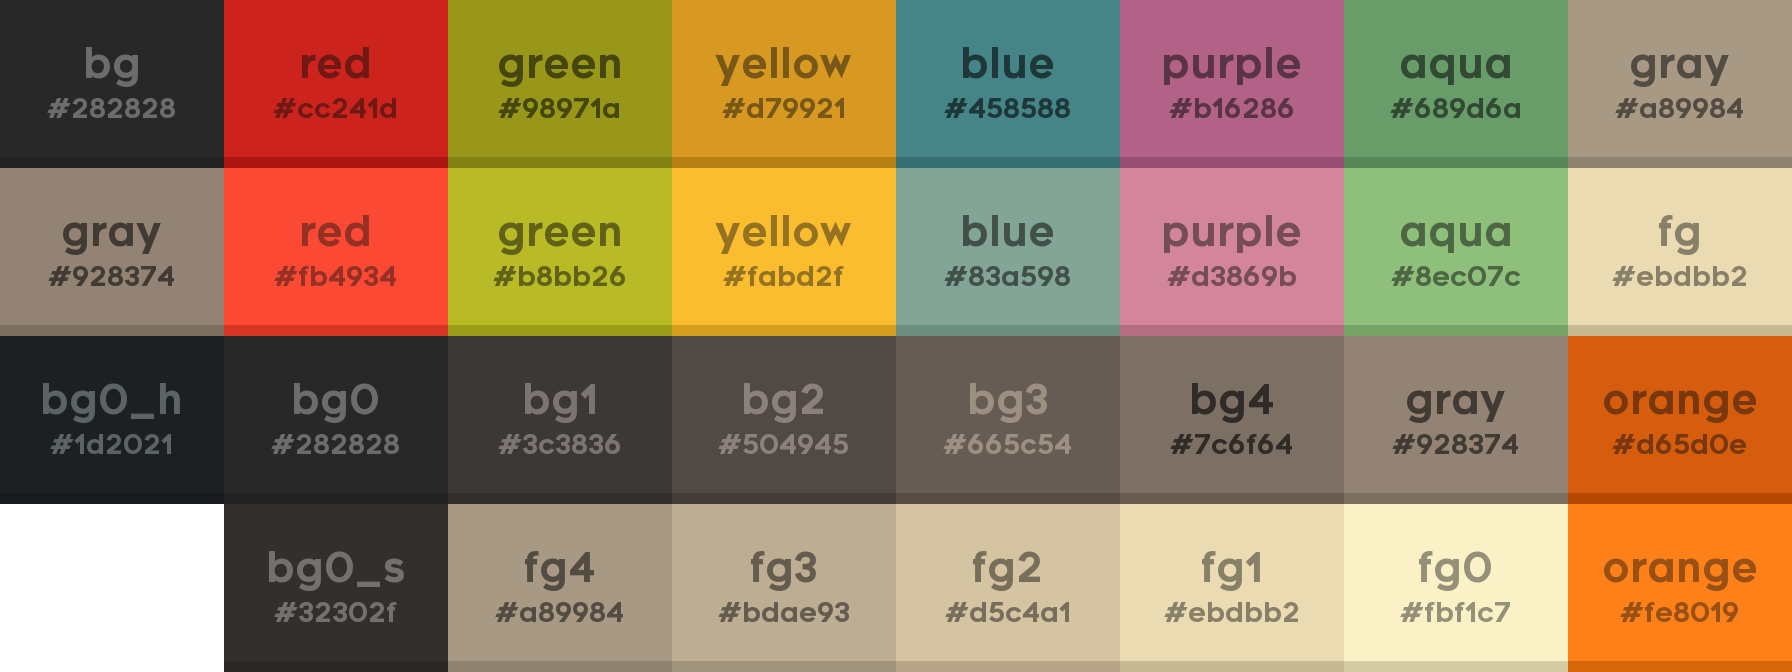 bg red green yellow blue purple aqua gray
#282828 #cc241d #98971a #d79921 #458588 #b16286 #689d6a #a89984
gray red green yellow blue purple aqua fg
#928374 #fb4934 #b8bb26 #fabd2f #83a598 #d3869b #8ec07c #ebdbb2
bg0_h bg0 bg1 bg2 bg3 bg4 gray orange
#1d2021 #282828 #3c3836 #504945 #665c54 #7c6f64 #928374 #d65d0e
bg0_s fg4 fg3 fg2 fg1 fg0 orange
#32302f #a89984 #bdae93 #d5c4a1 #ebdbb2 #fbf1c7 #fe8019